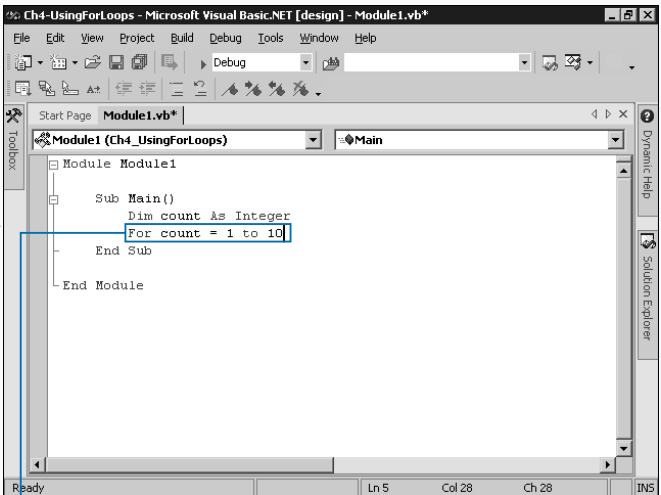 Ch4-UsingForLoops - Microsoft Visual Basic.NET [design] - Module1.vb*
File Edit View Project Build Debug Tools Window Help
Debug
Start Page Module1.vb*
Module1 (Ch4_UsingForLoops) Main
Module Module1
Sub Main()
Dim count As Integer
For count = 1 to 10
End Sub
End Module
Toolbox
Dynamic Help
Solution Explorer
Ready Ln 5 Col 28 Ch 28 INS